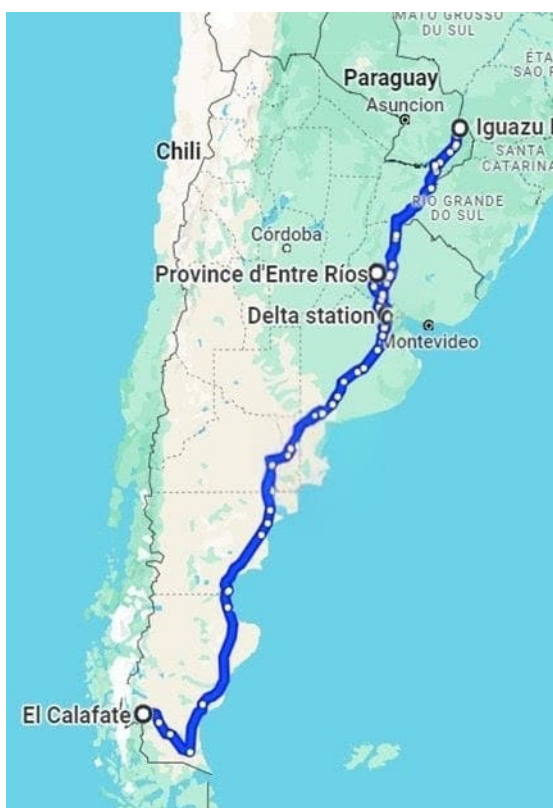 MATO GROSSO
DU SUL
Paraguay
Asuncion
Iguazu
SANTA
CATARINA
Chili
RIO GRANDE
DO SUL
Córdoba
Province d'Entre Ríos
Delta station
Montevideo
El Calafate